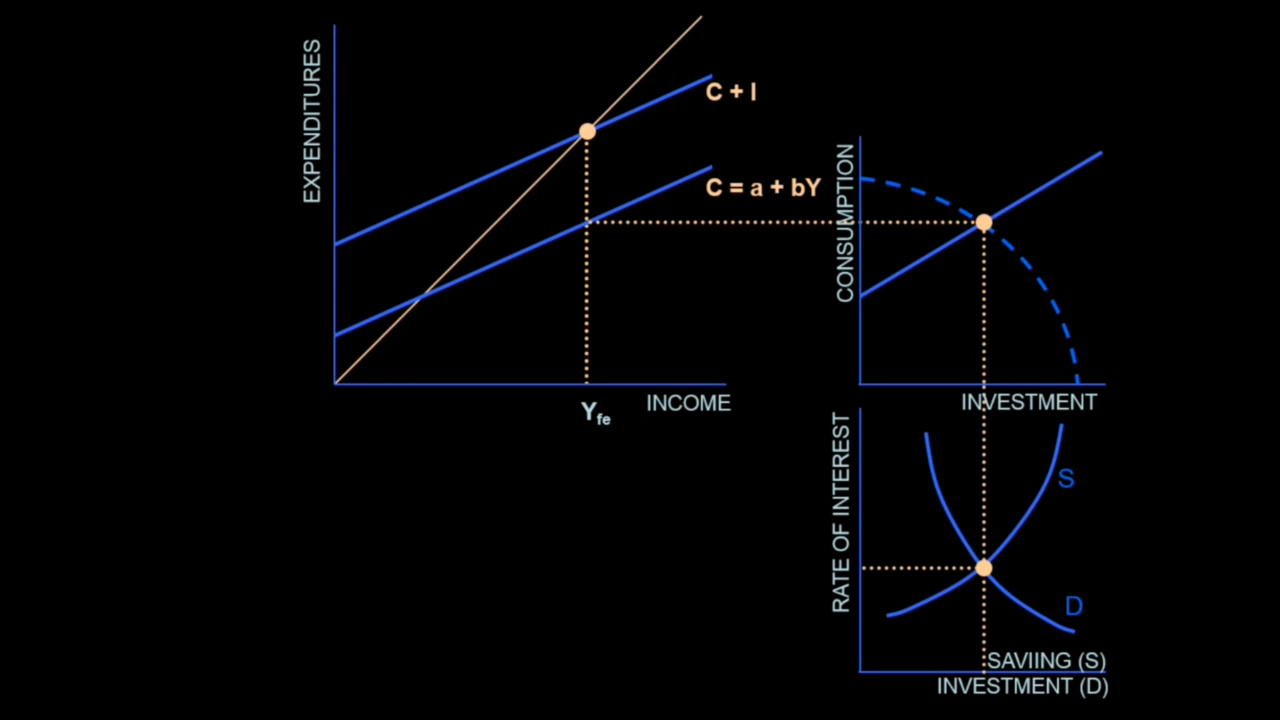 EXPENDITURES
C + I
C = a + bY
Yfe
INCOME
CONSUMPTION
INVESTMENT
RATE OF INTEREST
S
D
SAVIING (S)
INVESTMENT (D)